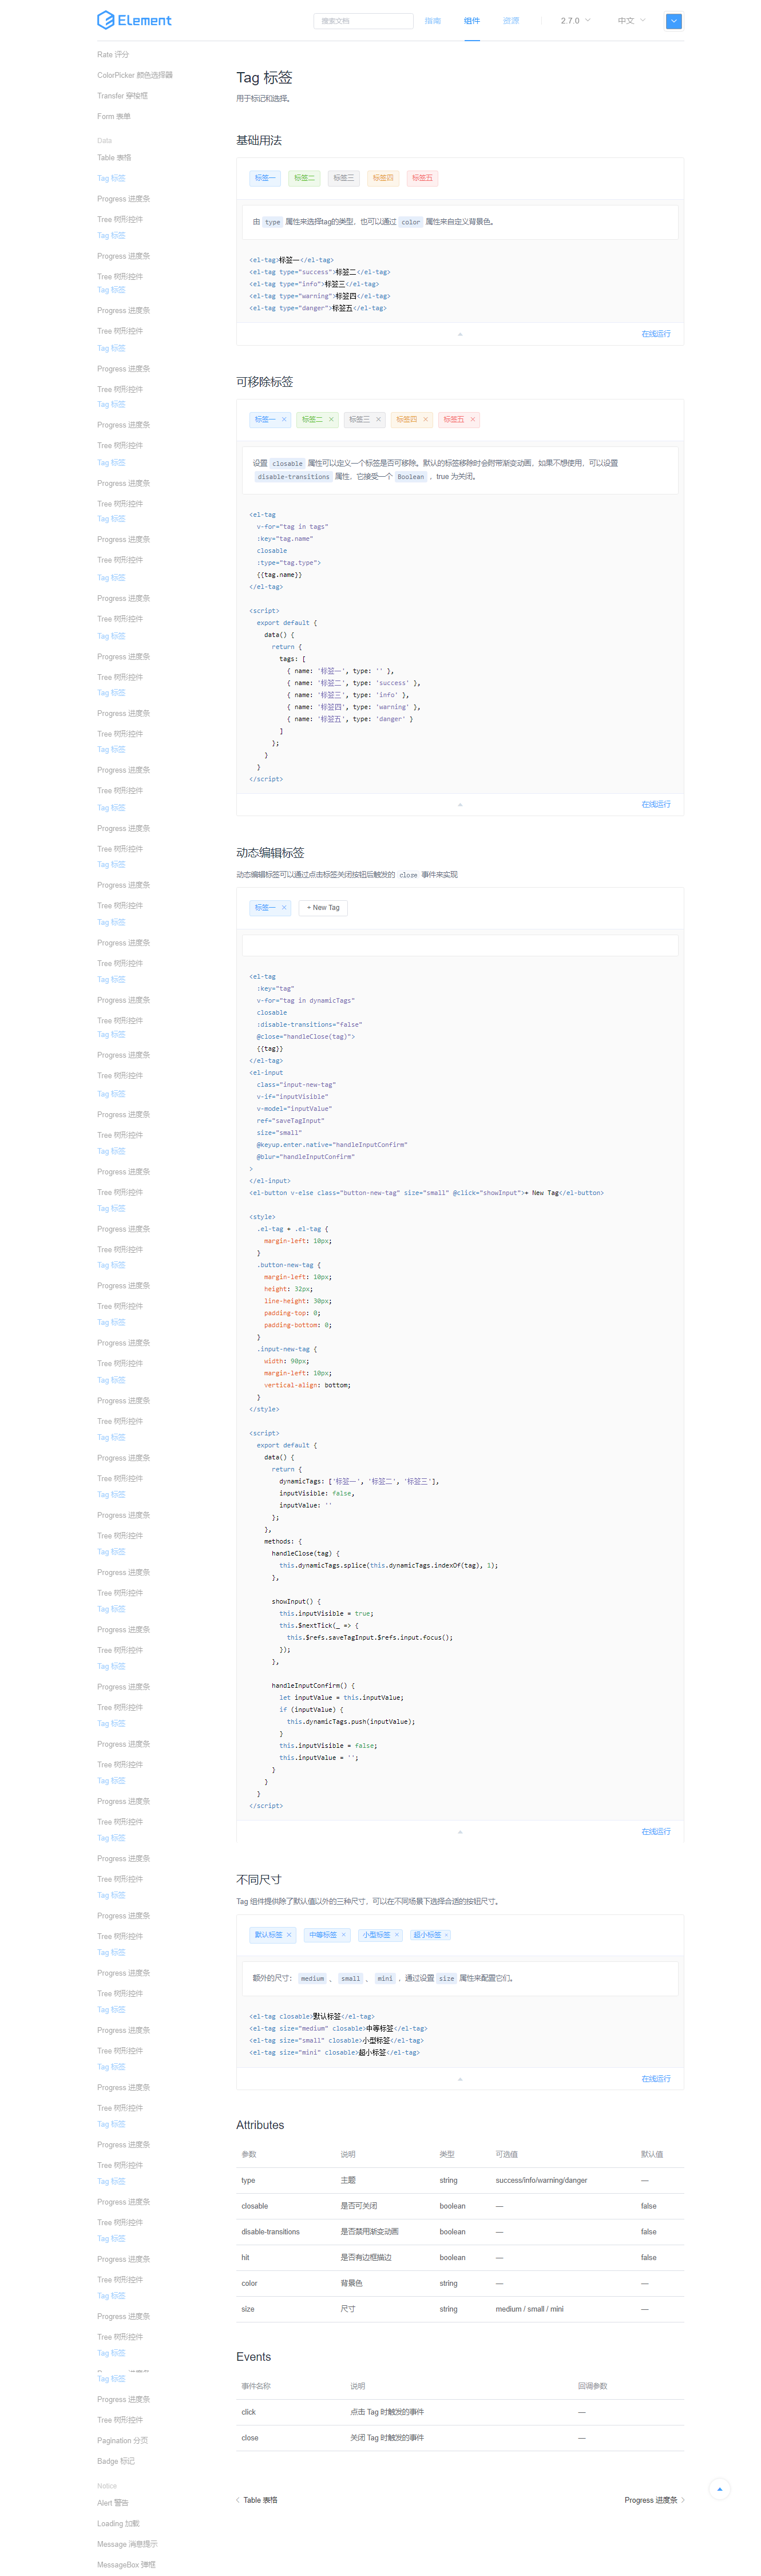 Element
搜索文档
指南
组件
资源
2.7.0
中文
Rate 评分
ColorPicker 颜色选择器
Transfer 穿梭框
Form 表单
Data
Table 表格
Tag 标签
Progress 进度条
Tree 树形控件
Tag 标签
Progress 进度条
Tree 树形控件
Tag 标签
Progress 进度条
Tree 树形控件
Tag 标签
Progress 进度条
Tree 树形控件
Tag 标签
Progress 进度条
Tree 树形控件
Tag 标签
Progress 进度条
Tree 树形控件
Tag 标签
Progress 进度条
Tree 树形控件
Tag 标签
Progress 进度条
Tree 树形控件
Tag 标签
Progress 进度条
Tree 树形控件
Tag 标签
Progress 进度条
Tree 树形控件
Tag 标签
Progress 进度条
Tree 树形控件
Tag 标签
Progress 进度条
Tree 树形控件
Tag 标签
Progress 进度条
Tree 树形控件
Tag 标签
Progress 进度条
Tree 树形控件
Tag 标签
Progress 进度条
Tree 树形控件
Tag 标签
Progress 进度条
Tree 树形控件
Tag 标签
Progress 进度条
Tree 树形控件
Tag 标签
Progress 进度条
Tree 树形控件
Tag 标签
Progress 进度条
Tree 树形控件
Tag 标签
Progress 进度条
Tree 树形控件
Tag 标签
Progress 进度条
Tree 树形控件
Tag 标签
Progress 进度条
Tree 树形控件
Tag 标签
Progress 进度条
Tree 树形控件
Tag 标签
Progress 进度条
Tree 树形控件
Tag 标签
Progress 进度条
Tree 树形控件
Tag 标签
Progress 进度条
Tree 树形控件
Tag 标签
Progress 进度条
Tree 树形控件
Tag 标签
Progress 进度条
Tree 树形控件
Tag 标签
Progress 进度条
Tree 树形控件
Tag 标签
Progress 进度条
Tree 树形控件
Tag 标签
Progress 进度条
Tree 树形控件
Tag 标签
Progress 进度条
Tree 树形控件
Tag 标签
Progress 进度条
Tree 树形控件
Tag 标签
Progress 进度条
Tree 树形控件
Tag 标签
Progress 进度条
Tree 树形控件
Tag 标签
Progress 进度条
Tree 树形控件
Tag 标签
Progress 进度条
Tree 树形控件
Tag 标签
Progress 进度条
Tree 树形控件
Tag 标签
Tag 标签
Progress 进度条
Tree 树形控件
Pagination 分页
Badge 标记
Notice
Alert 警告
Loading 加载
Message 消息提示
MessageBox 弹框
Tag 标签
用于标记和选择。
基础用法
标签一 标签二 标签三 标签四 标签五
由 type 属性来选择tag的类型，也可以通过 color 属性来自定义背景色。
<el-tag>标签一</el-tag>
<el-tag type="success">标签二</el-tag>
<el-tag type="info">标签三</el-tag>
<el-tag type="warning">标签四</el-tag>
<el-tag type="danger">标签五</el-tag>
在线运行
可移除标签
标签一 标签二 标签三 标签四 标签五
设置 closable 属性可以定义一个标签是否可移除。默认的标签移除时会附带渐变动画，如果不想使用，可以设置
disable-transitions 属性，它接受一个 Boolean ，true 为关闭。
<el-tag
v-for="tag in tags"
:key="tag.name"
closable
:type="tag.type">
{{tag.name}}
</el-tag>
<script>
export default {
data() {
return {
tags: [
{ name: '标签一', type: '' },
{ name: '标签二', type: 'success' },
{ name: '标签三', type: 'info' },
{ name: '标签四', type: 'warning' },
{ name: '标签五', type: 'danger' }
]
};
}
}
</script>
在线运行
动态编辑标签
动态编辑标签可以通过点击标签关闭按钮后触发的 close 事件来实现
标签一 + New Tag
<el-tag
:key="tag"
v-for="tag in dynamicTags"
closable
:disable-transitions="false"
@close="handleClose(tag)">
{{tag}}
</el-tag>
<el-input
class="input-new-tag"
v-if="inputVisible"
v-model="inputValue"
ref="saveTagInput"
size="small"
@keyup.enter.native="handleInputConfirm"
@blur="handleInputConfirm"
>
</el-input>
<el-button v-else class="button-new-tag" size="small" @click="showInput">+ New Tag</el-button>
<style>
.el-tag + .el-tag {
margin-left: 10px;
}
.button-new-tag {
margin-left: 10px;
height: 32px;
line-height: 30px;
padding-top: 0;
padding-bottom: 0;
}
.input-new-tag {
width: 90px;
margin-left: 10px;
vertical-align: bottom;
}
</style>
<script>
export default {
data() {
return {
dynamicTags: ['标签一', '标签二', '标签三'],
inputVisible: false,
inputValue: ''
};
},
methods: {
handleClose(tag) {
this.dynamicTags.splice(this.dynamicTags.indexOf(tag), 1);
},
showInput() {
this.inputVisible = true;
this.$nextTick(_ => {
this.$refs.saveTagInput.$refs.input.focus();
});
},
handleInputConfirm() {
let inputValue = this.inputValue;
if (inputValue) {
this.dynamicTags.push(inputValue);
}
this.inputVisible = false;
this.inputValue = '';
}
}
}
</script>
在线运行
不同尺寸
Tag 组件提供除了默认值以外的三种尺寸，可以在不同场景下选择合适的按钮尺寸。
默认标签 中等标签 小型标签 超小标签
额外的尺寸： medium 、 small 、 mini ，通过设置 size 属性来配置它们。
<el-tag closable>默认标签</el-tag>
<el-tag size="medium" closable>中等标签</el-tag>
<el-tag size="small" closable>小型标签</el-tag>
<el-tag size="mini" closable>超小标签</el-tag>
在线运行
Attributes
参数 说明 类型 可选值 默认值
type 主题 string success/info/warning/danger —
closable 是否可关闭 boolean — false
disable-transitions 是否禁用渐变动画 boolean — false
hit 是否有边框描边 boolean — false
color 背景色 string — —
size 尺寸 string medium / small / mini —
Events
事件名称 说明 回调参数
click 点击 Tag 时触发的事件 —
close 关闭 Tag 时触发的事件 —
Table 表格
Progress 进度条